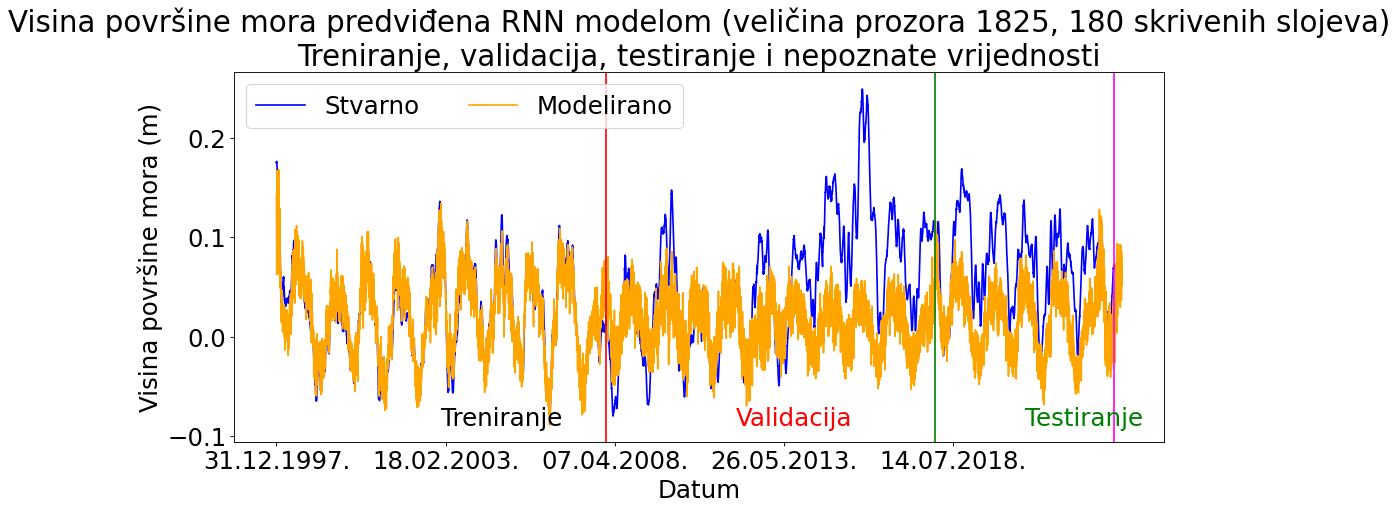 Visina površine mora predviđena RNN modelom (veličina prozora 1825, 180 skrivenih slojeva)
Treniranje, validacija, testiranje i nepoznate vrijednosti
Stvarno
Modelirano
Visina površine mora (m)
0.2
0.1
0.0
−0.1
Treniranje
Validacija
Testiranje
31.12.1997.
18.02.2003.
07.04.2008.
26.05.2013.
14.07.2018.
Datum